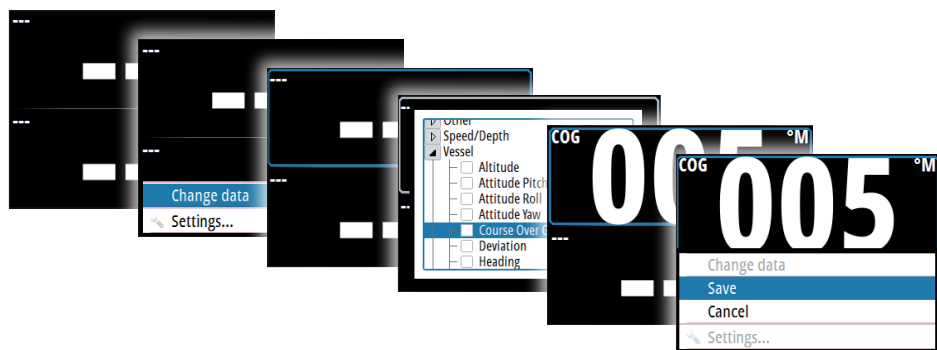 ---
---
---
---
Change data
Settings...
---
---
Other
Speed/Depth
Vessel
Altitude
Attitude Pitch
Attitude Roll
Attitude Yaw
Course Over G
Deviation
Heading
COG
°M
005
---
COG
°M
005
Change data
Save
Cancel
Settings...